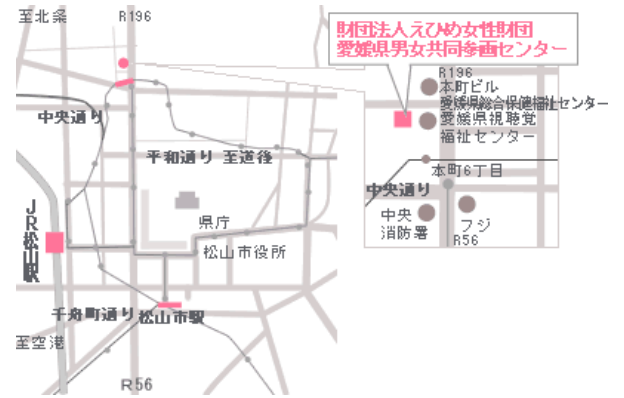 至北条
R196
財団法人えひめ女性財団
愛媛県男女共同参画センター
R196
本町ビル
愛媛県総合保健福祉センター
愛媛県視聴覚
福祉センター
本町6丁目
中央通り
中央
消防署
フジ
R56
中央通り
平和通り
至道後
県庁
松山市役所
JR松山駅
千舟町通り
松山市駅
至空港
R56